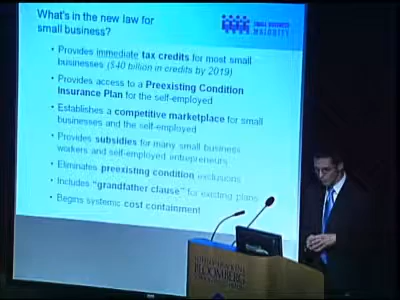 What's in the new law for
small business?
SMALL BUSINESS
MAJORITY
• Provides immediate tax credits for most small
businesses ($40 billion in credits by 2019)
• Provides access to a Preexisting Condition
Insurance Plan for the self-employed
• Establishes a competitive marketplace for small
businesses and the self-employed
• Provides subsidies for many small business
workers and self-employed entrepreneurs
• Eliminates preexisting condition exclusions
• Includes "grandfather clause" for existing plans
• Begins systemic cost containment
JOHNS HOPKINS
BLOOMBERG